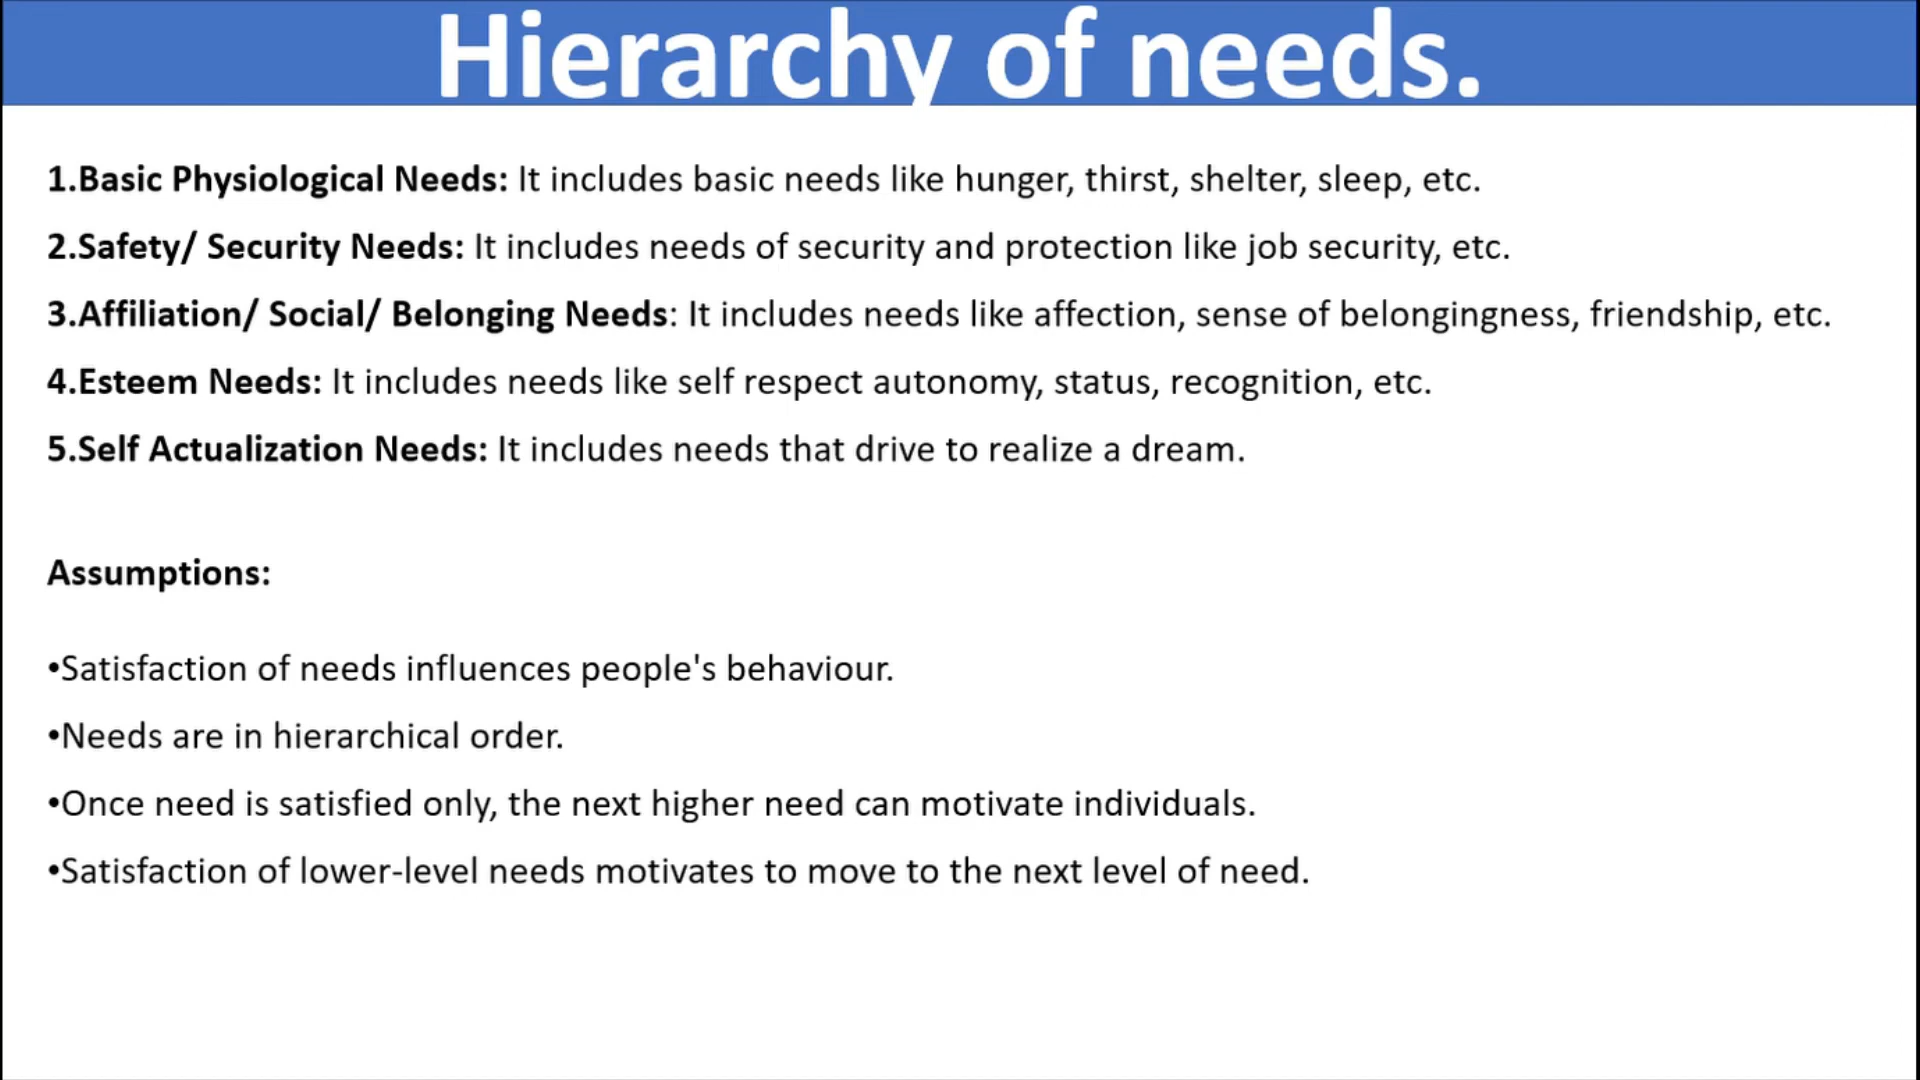 Hierarchy of needs.
1.Basic Physiological Needs: It includes basic needs like hunger, thirst, shelter, sleep, etc.
2.Safety/ Security Needs: It includes needs of security and protection like job security, etc.
3.Affiliation/ Social/ Belonging Needs: It includes needs like affection, sense of belongingness, friendship, etc.
4.Esteem Needs: It includes needs like self respect autonomy, status, recognition, etc.
5.Self Actualization Needs: It includes needs that drive to realize a dream.
Assumptions:
•Satisfaction of needs influences people's behaviour.
•Needs are in hierarchical order.
•Once need is satisfied only, the next higher need can motivate individuals.
•Satisfaction of lower-level needs motivates to move to the next level of need.